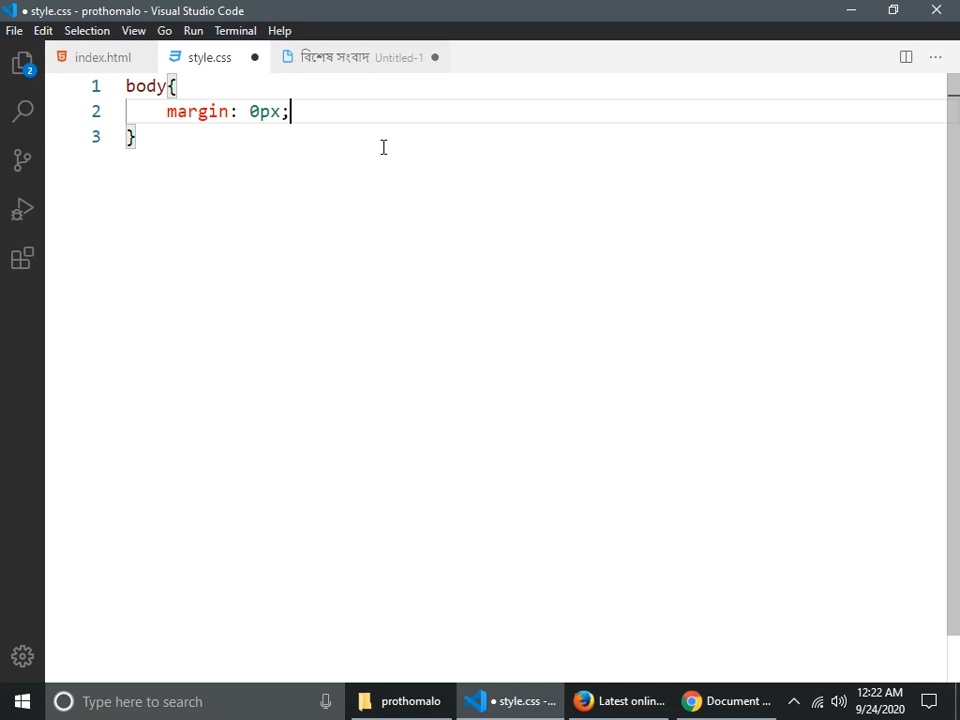 ● style.css - prothomalo - Visual Studio Code
File Edit Selection View Go Run Terminal Help
index.html style.css ● বিশেষ সংবাদ Untitled-1 ●
2
1 body{
2 margin: 0px;
3 }
Type here to search
prothomalo
● style.css -...
Latest onlin...
Document ...
12:22 AM
9/24/2020